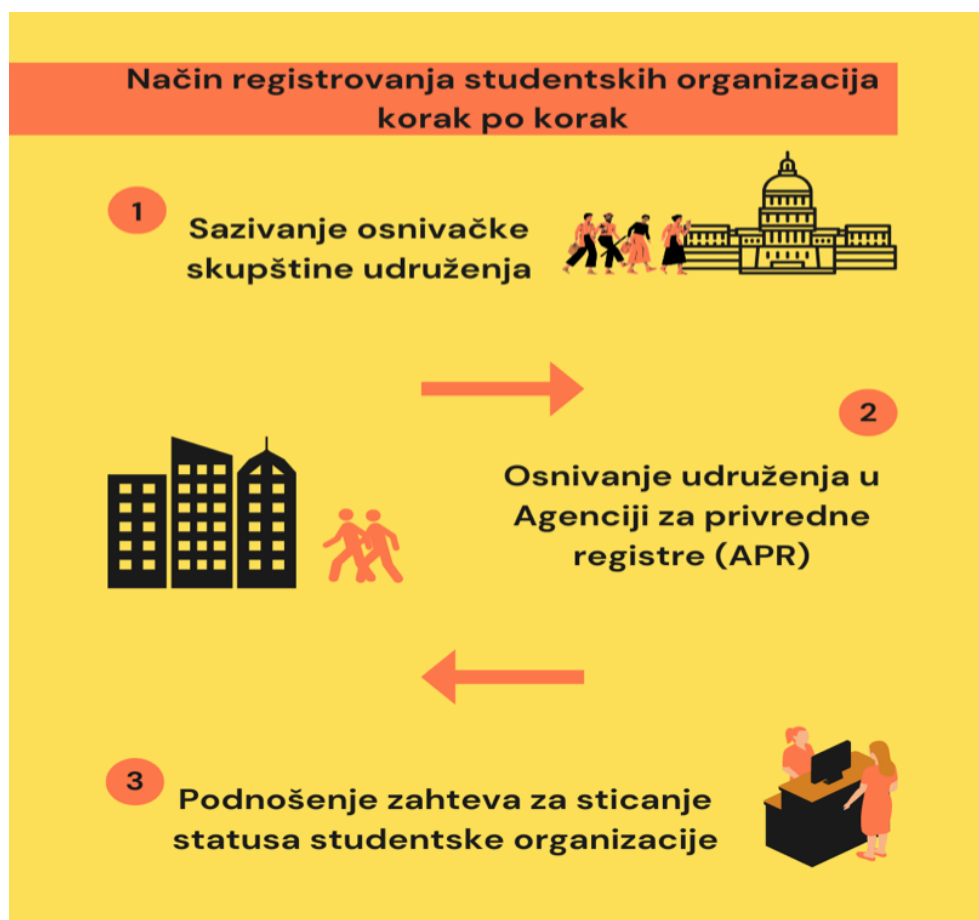 Način registrovanja studentskih organizacija
korak po korak
1
Sazivanje osnivačke
skupštine udruženja
2
Osnivanje udruženja u
Agenciji za privredne
registre (APR)
3
Podnošenje zahteva za sticanje
statusa studentske organizacije